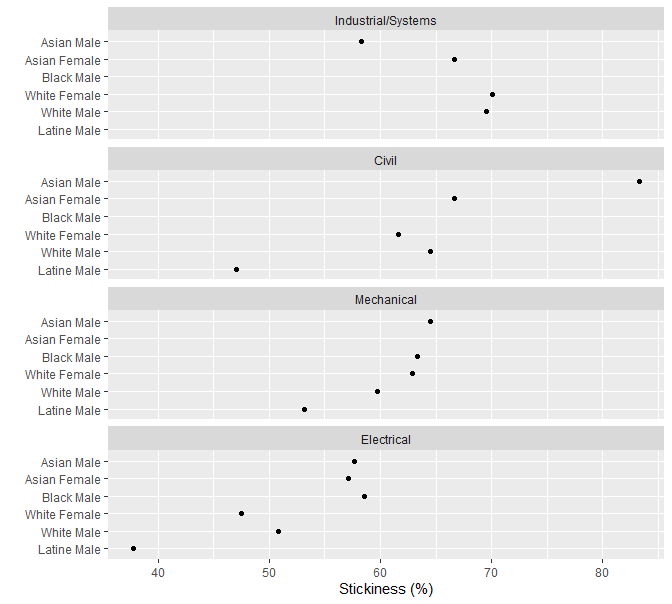 Industrial/Systems
Asian Male
Asian Female
Black Male
White Female
White Male
Latine Male
Civil
Asian Male
Asian Female
Black Male
White Female
White Male
Latine Male
Mechanical
Asian Male
Asian Female
Black Male
White Female
White Male
Latine Male
Electrical
Asian Male
Asian Female
Black Male
White Female
White Male
Latine Male
40 50 60 70 80
Stickiness (%)